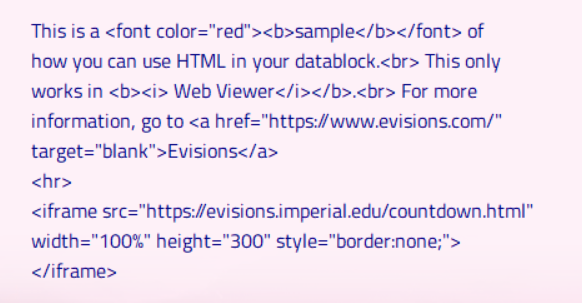 This is a <font color="red"><b>sample</b></font> of
how you can use HTML in your datablock.<br> This only
works in <b><i> Web Viewer</i></b>.<br> For more
information, go to <a href="https://www.evisions.com/"
target="blank">Evisions</a>
<hr>
<iframe src="https://evisions.imperial.edu/countdown.html"
width="100%" height="300" style="border:none;">
</iframe>